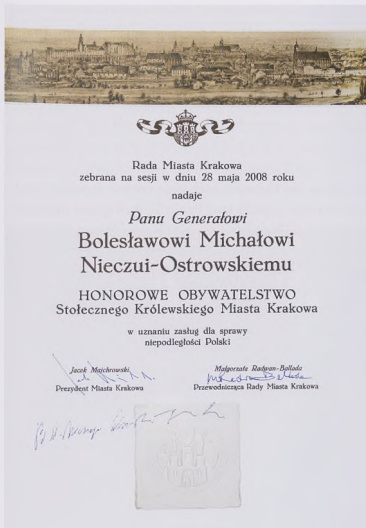 Rada Miasta Krakowa
zebrana na sesji w dniu 28 maja 2008 roku
nadaje
Panu Generałowi
Bolesławowi Michałowi
Nieczui-Ostrowskiemu
HONOROWE OBYWATELSTWO
Stołecznego Królewskiego Miasta Krakowa
w uznaniu zasług dla sprawy
niepodległości Polski
Jacek Majchrowski
Prezydent Miasta Krakowa
Małgorzata Radwan-Ballada
Przewodnicząca Rady Miasta Krakowa